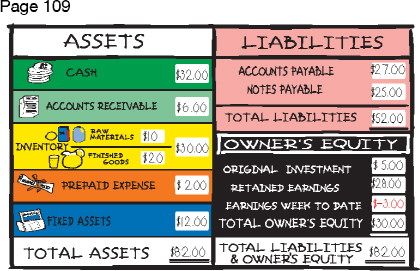 Page 109
ASSETS
CASH $32.00
ACCOUNTS RECEIVABLE $6.00
INVENTORY $30.00
RAW MATERIALS $10
FINISHED GOODS $20
PREPAID EXPENSE $2.00
FIXED ASSETS $12.00
TOTAL ASSETS $82.00
LIABILITIES
ACCOUNTS PAYABLE $27.00
NOTES PAYABLE $25.00
TOTAL LIABILITIES $52.00
OWNER'S EQUITY
ORIGINAL INVESTMENT $5.00
RETAINED EARNINGS $28.00
EARNINGS WEEK TO DATE $-3.00
TOTAL OWNER'S EQUITY $30.00
TOTAL LIABILITIES
& OWNER'S EQUITY $82.00